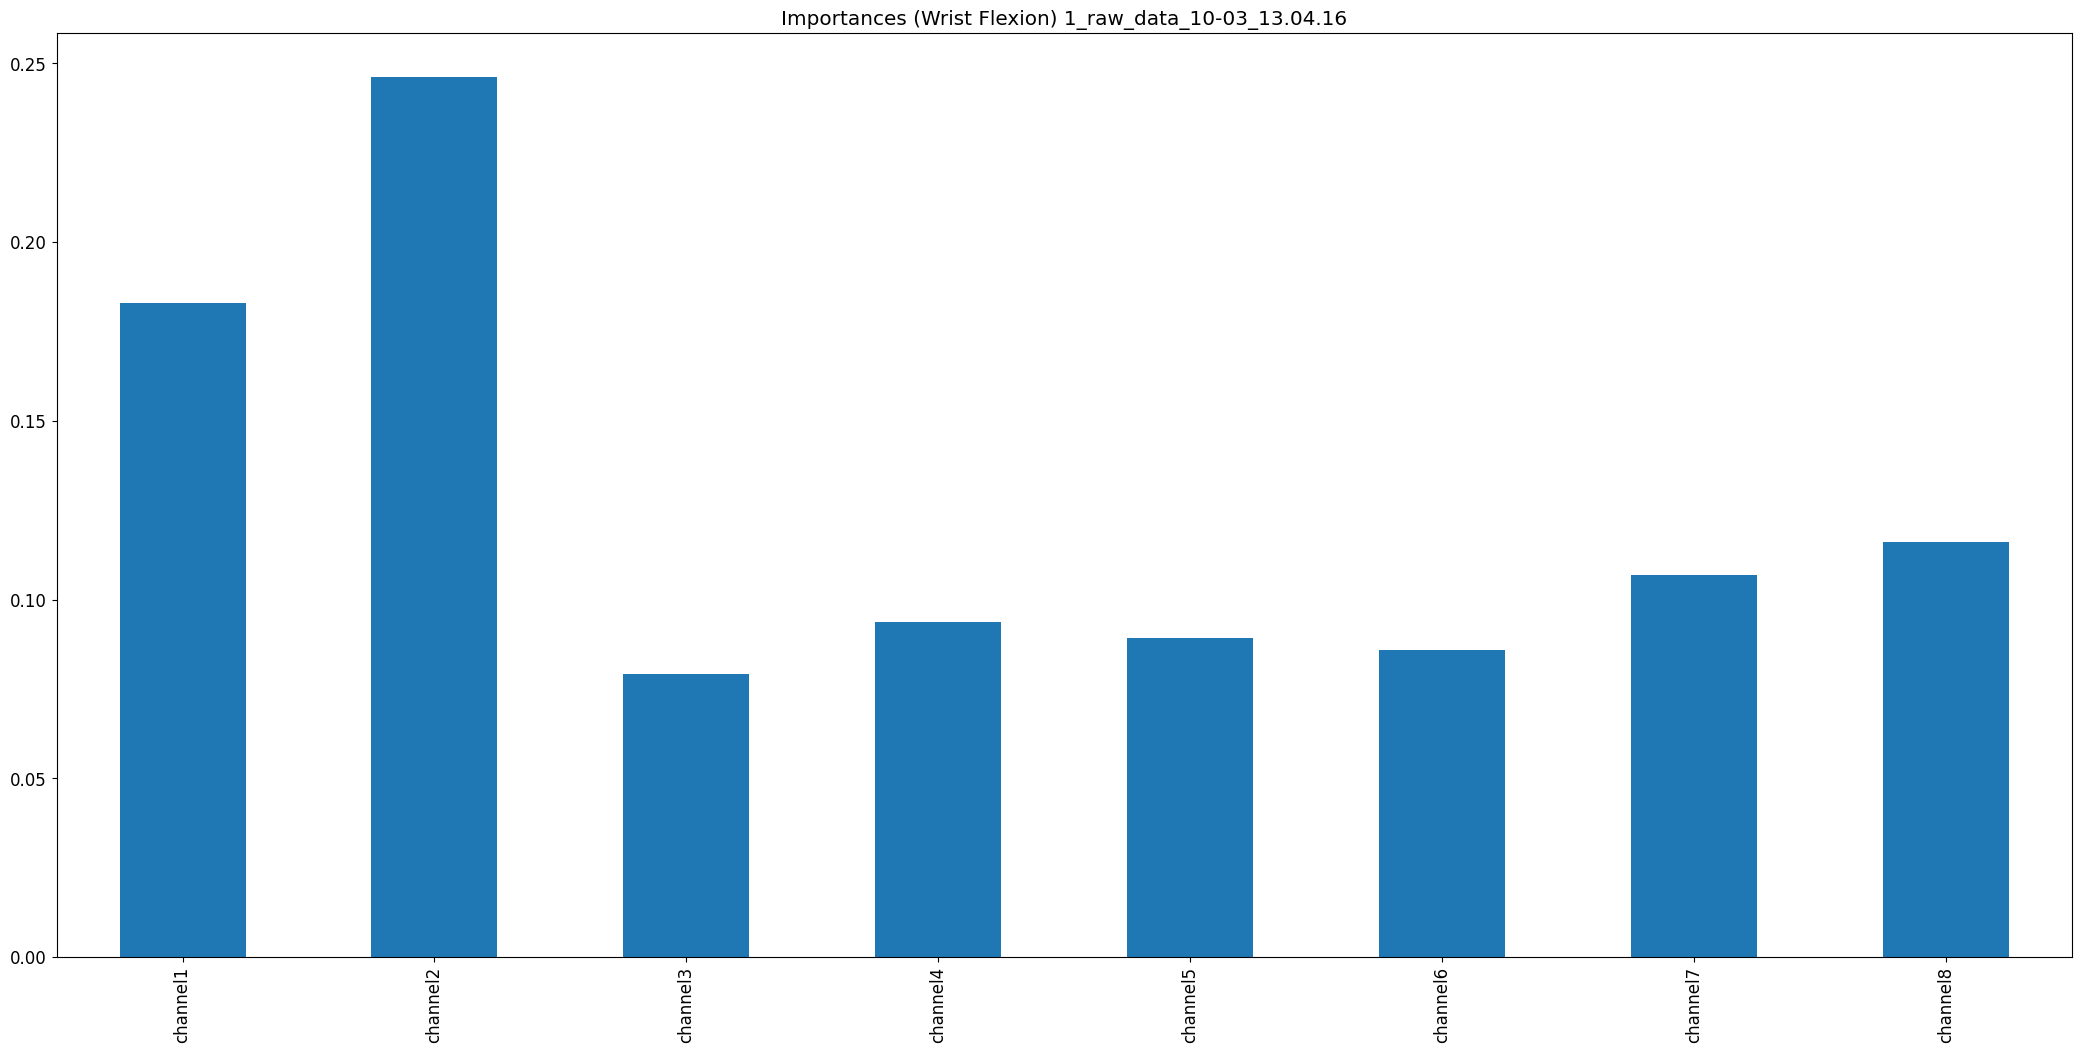 Importances (Wrist Flexion) 1_raw_data_10-03_13.04.16
0.25
0.20
0.15
0.10
0.05
0.00
channel1
channel2
channel3
channel4
channel5
channel6
channel7
channel8